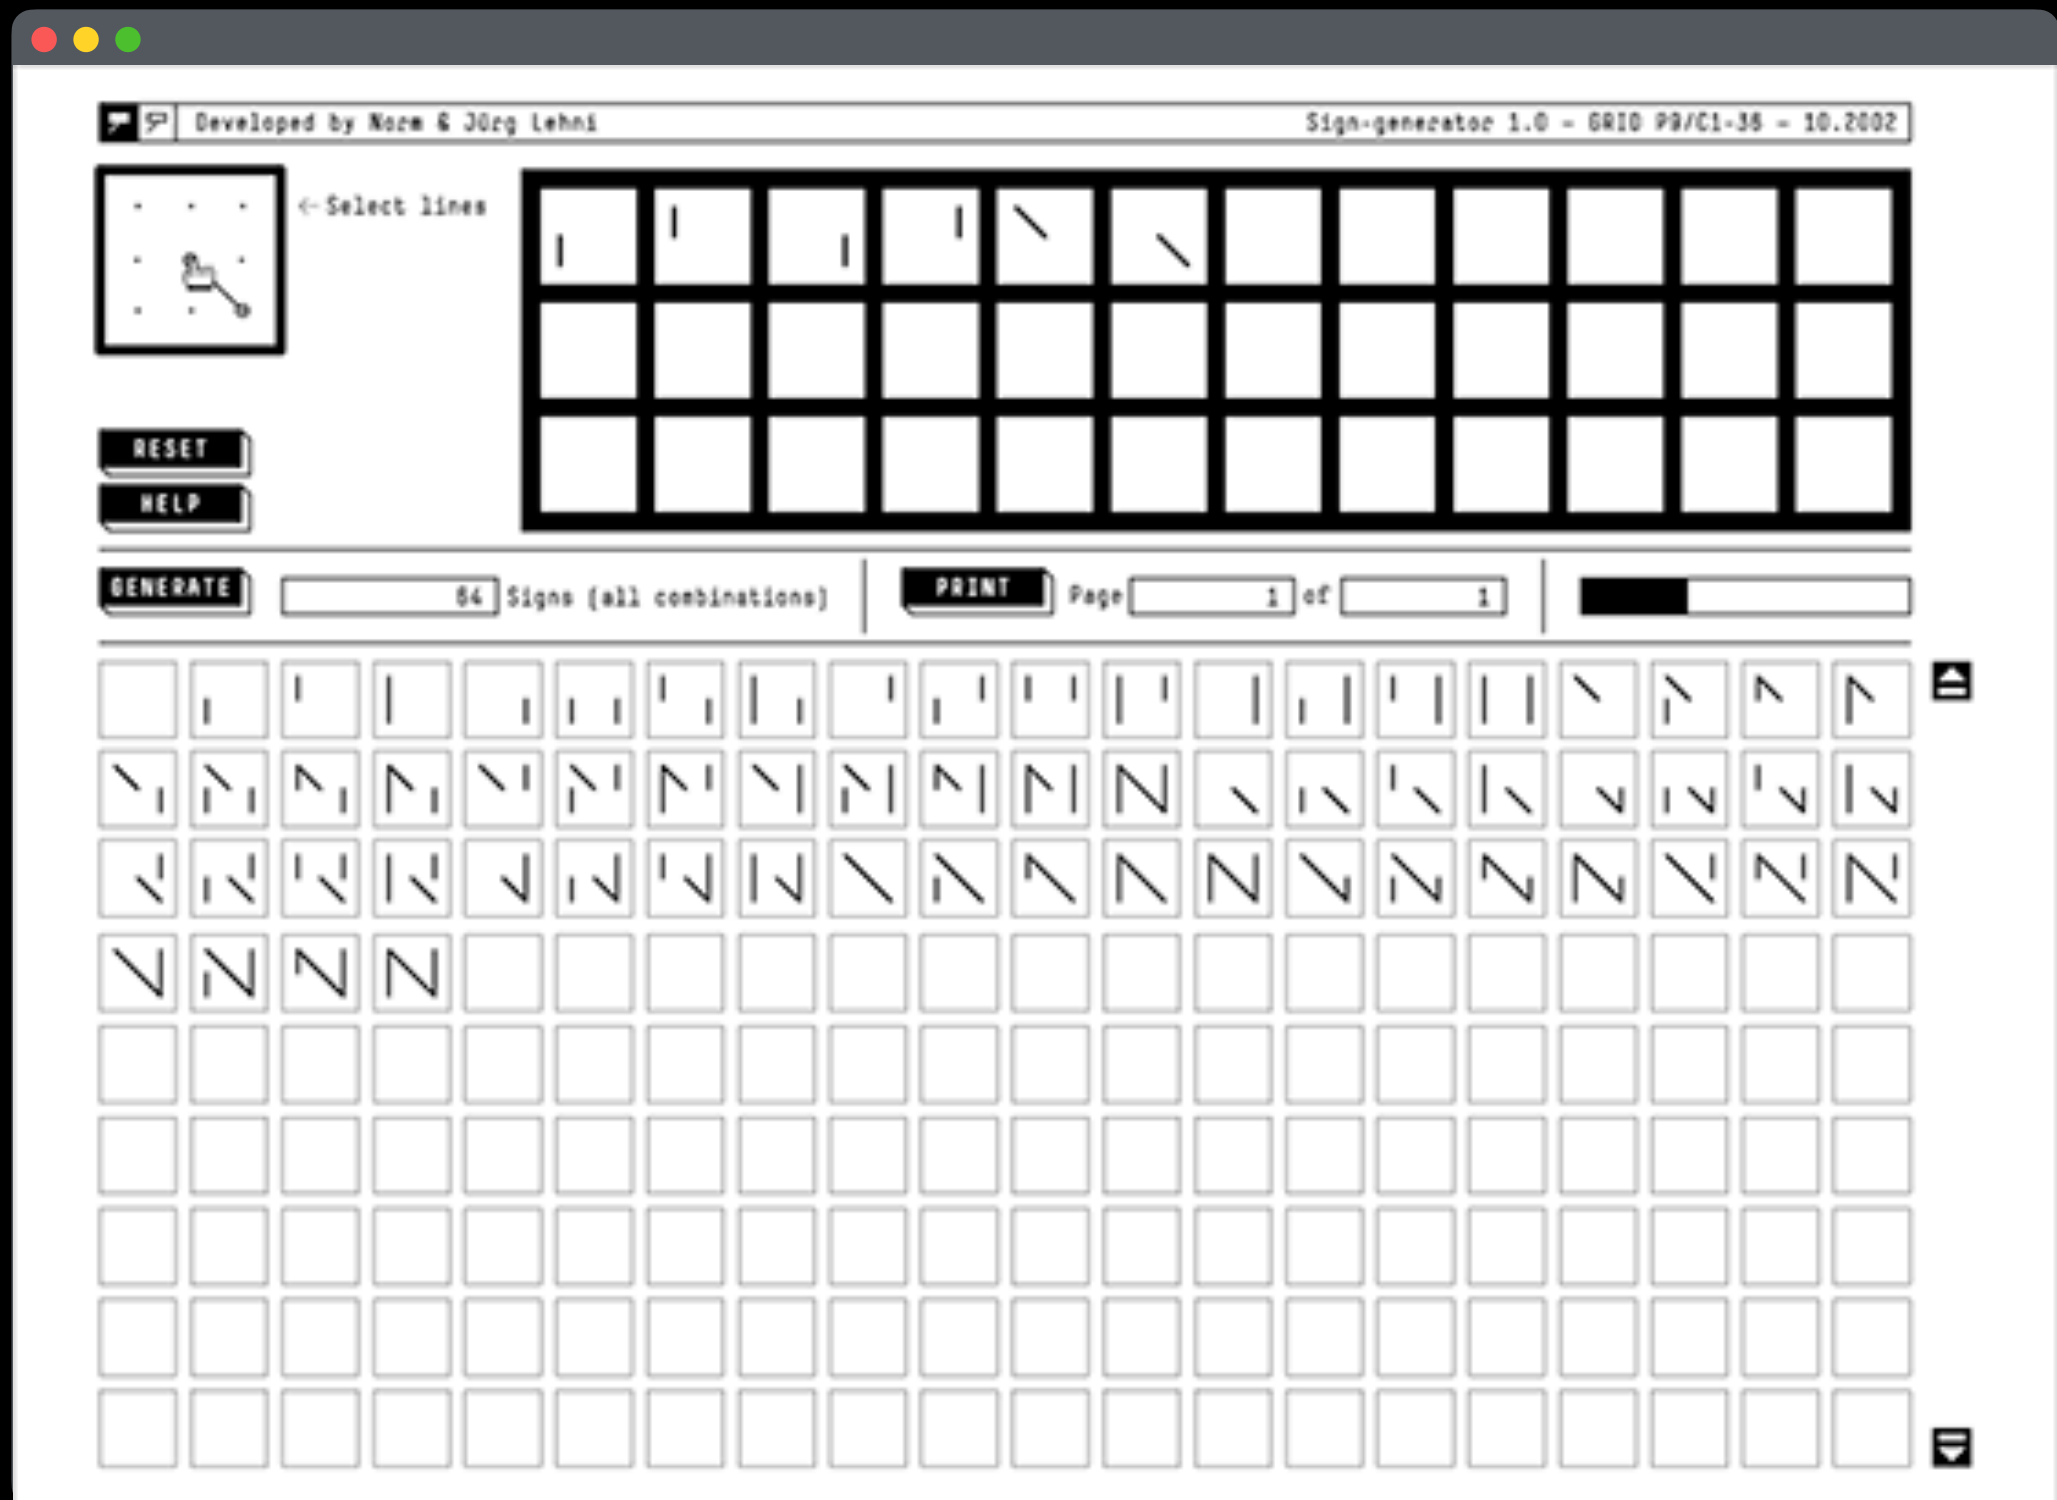 Developed by Norm & Jürg Lehni
Sign-generator 1.0 – GRID P9/C1-36 – 10.2002
←Select lines
RESET
HELP
GENERATE
64 Signs (all combinations)
PRINT
Page 1 of 1